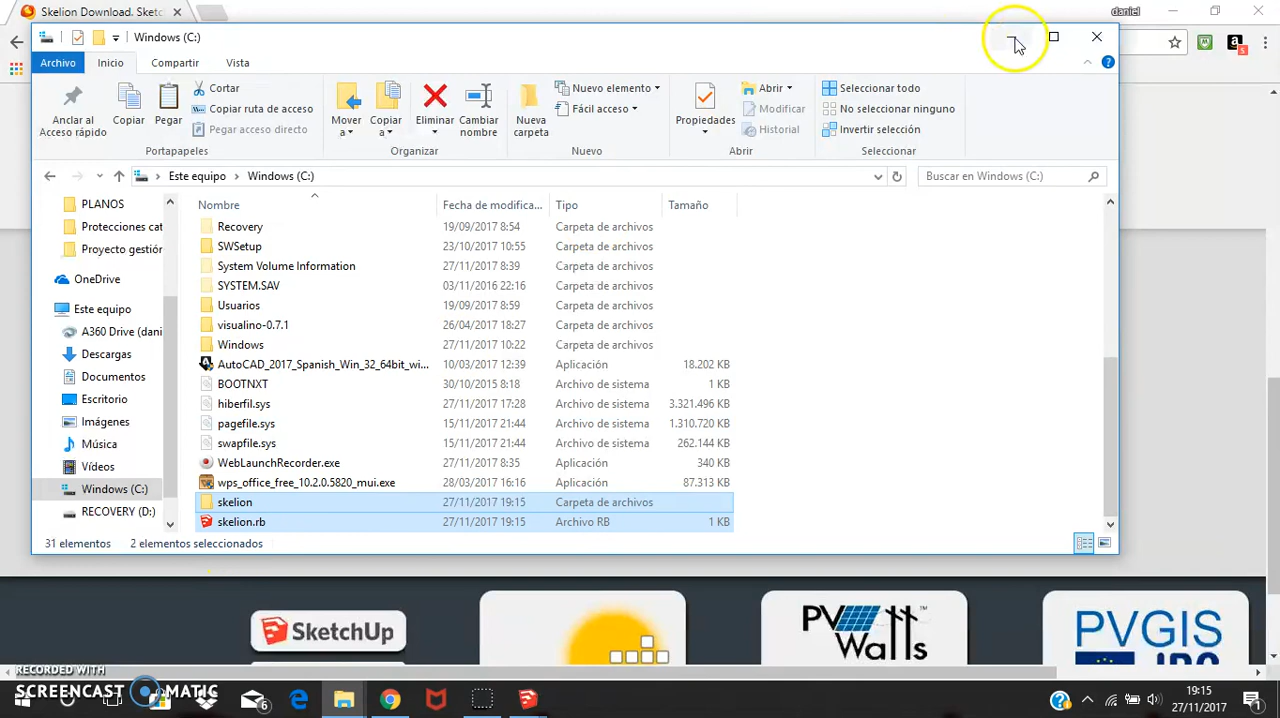 Skelion Download. Sketc
daniel
Windows (C:)
Archivo Inicio Compartir Vista
Anclar al Acceso rápido
Copiar
Pegar
Cortar
Copiar ruta de acceso
Pegar acceso directo
Mover a
Copiar a
Eliminar
Cambiar nombre
Nueva carpeta
Nuevo elemento
Fácil acceso
Propiedades
Abrir
Modificar
Historial
Seleccionar todo
No seleccionar ninguno
Invertir selección
Portapapeles Organizar Nuevo Abrir Seleccionar
Este equipo > Windows (C:)
Buscar en Windows (C:)
PLANOS
Protecciones cat
Proyecto gestiór
OneDrive
Este equipo
A360 Drive (dani
Descargas
Documentos
Escritorio
Imágenes
Música
Vídeos
Windows (C:)
RECOVERY (D:)
Nombre Fecha de modifica... Tipo Tamaño
Recovery 19/09/2017 8:54 Carpeta de archivos
SWSetup 23/10/2017 10:55 Carpeta de archivos
System Volume Information 27/11/2017 8:39 Carpeta de archivos
SYSTEM.SAV 03/11/2016 22:16 Carpeta de archivos
Usuarios 19/09/2017 8:59 Carpeta de archivos
visualino-0.7.1 26/04/2017 18:27 Carpeta de archivos
Windows 27/11/2017 10:22 Carpeta de archivos
AutoCAD_2017_Spanish_Win_32_64bit_wi... 10/03/2017 12:39 Aplicación 18.202 KB
BOOTNXT 30/10/2015 8:18 Archivo de sistema 1 KB
hiberfil.sys 27/11/2017 17:28 Archivo de sistema 3.321.496 KB
pagefile.sys 15/11/2017 21:44 Archivo de sistema 1.310.720 KB
swapfile.sys 15/11/2017 21:44 Archivo de sistema 262.144 KB
WebLaunchRecorder.exe 27/11/2017 8:35 Aplicación 340 KB
wps_office_free_10.2.0.5820_mui.exe 28/03/2017 16:16 Aplicación 87.313 KB
skelion 27/11/2017 19:15 Carpeta de archivos
skelion.rb 27/11/2017 19:15 Archivo RB 1 KB
31 elementos 2 elementos seleccionados
SketchUp
PV Watts™
PVGIS
RECORDED WITH
SCREENCAST MATIC
6
5
19:15
27/11/2017
1